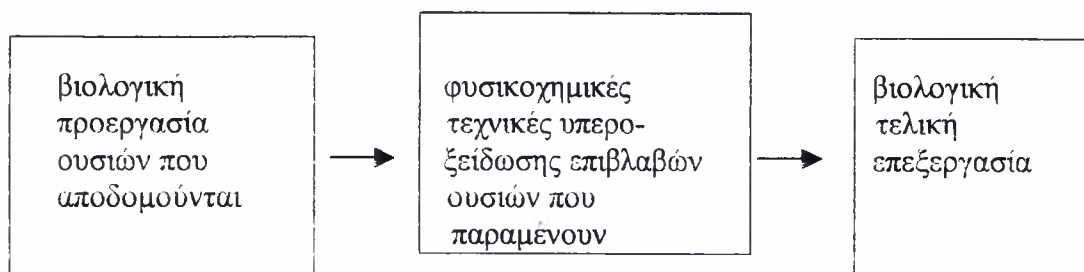 βιολογική
προεργασία
ουσιών που
αποδομούνται
φυσικοχημικές
τεχνικές υπερο-
ξείδωσης επιβλαβών
ουσιών που
παραμένουν
βιολογική
τελική
επεξεργασία